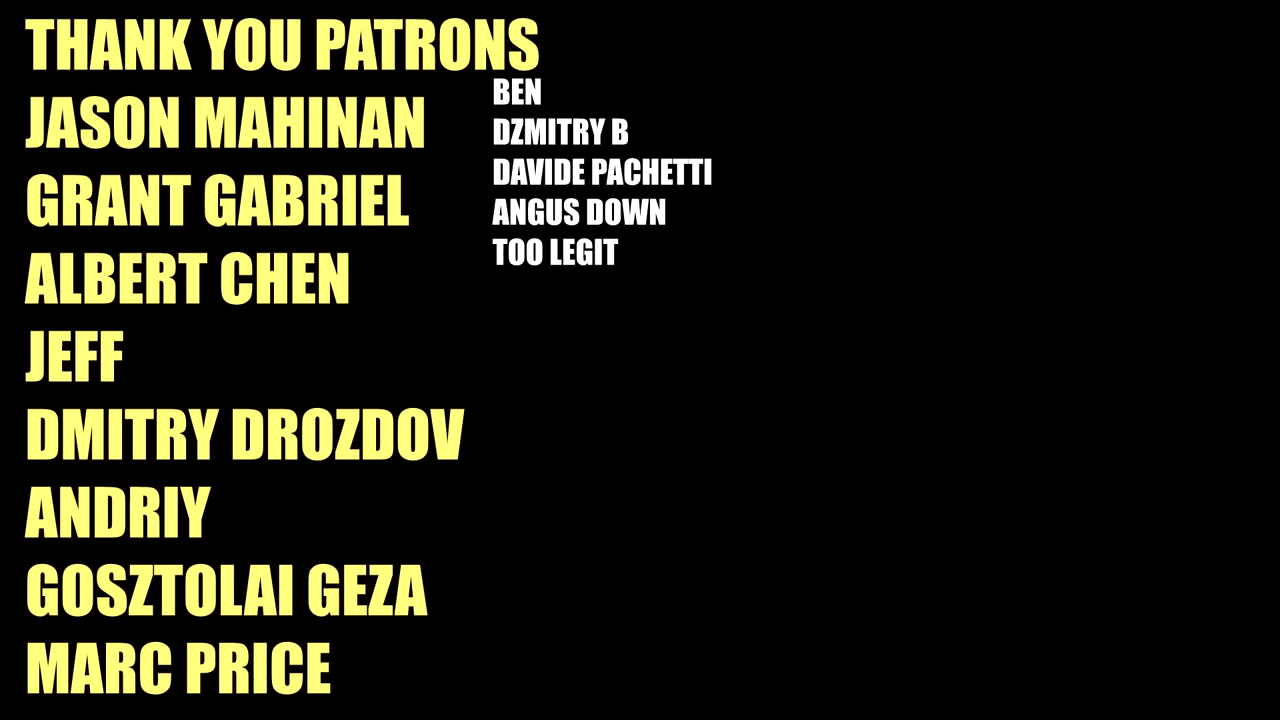 THANK YOU PATRONS
JASON MAHINAN
GRANT GABRIEL
ALBERT CHEN
JEFF
DMITRY DROZDOV
ANDRIY
GOSZTOLAI GEZA
MARC PRICE
BEN
DZMITRY B
DAVIDE PACHETTI
ANGUS DOWN
TOO LEGIT